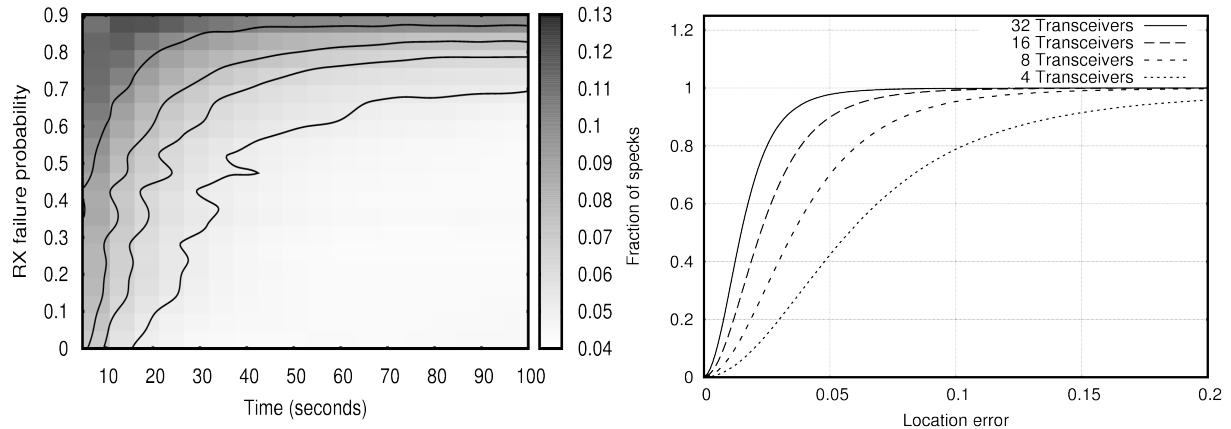 0.9
0.8
0.7
0.6
0.5
0.4
0.3
0.2
0.1
0
RX failure probability
10 20 30 40 50 60 70 80 90 100
Time (seconds)
0.13
0.12
0.11
0.1
0.09
0.08
0.07
0.06
0.05
0.04
1.2
1
0.8
0.6
0.4
0.2
0
Fraction of specks
32 Transceivers
16 Transceivers
8 Transceivers
4 Transceivers
0 0.05 0.1 0.15 0.2
Location error